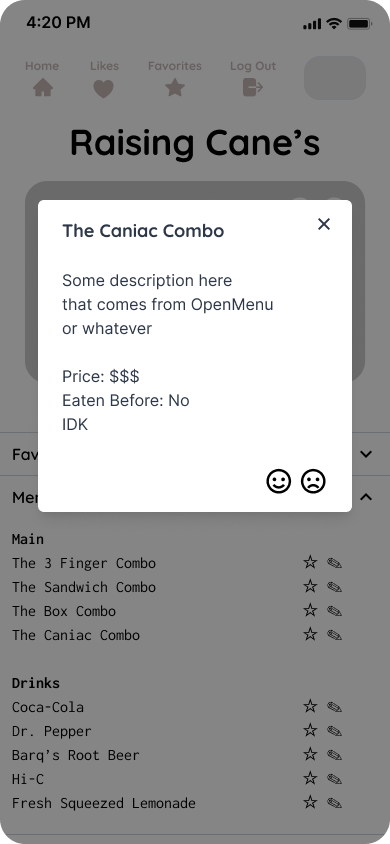 4:20 PM
Home Likes Favorites Log Out
Raising Cane's
The Caniac Combo
Some description here
that comes from OpenMenu
or whatever
Price: $$$
Eaten Before: No
IDK
Fav
Me
Main
The 3 Finger Combo
The Sandwich Combo
The Box Combo
The Caniac Combo
Drinks
Coca-Cola
Dr. Pepper
Barq's Root Beer
Hi-C
Fresh Squeezed Lemonade